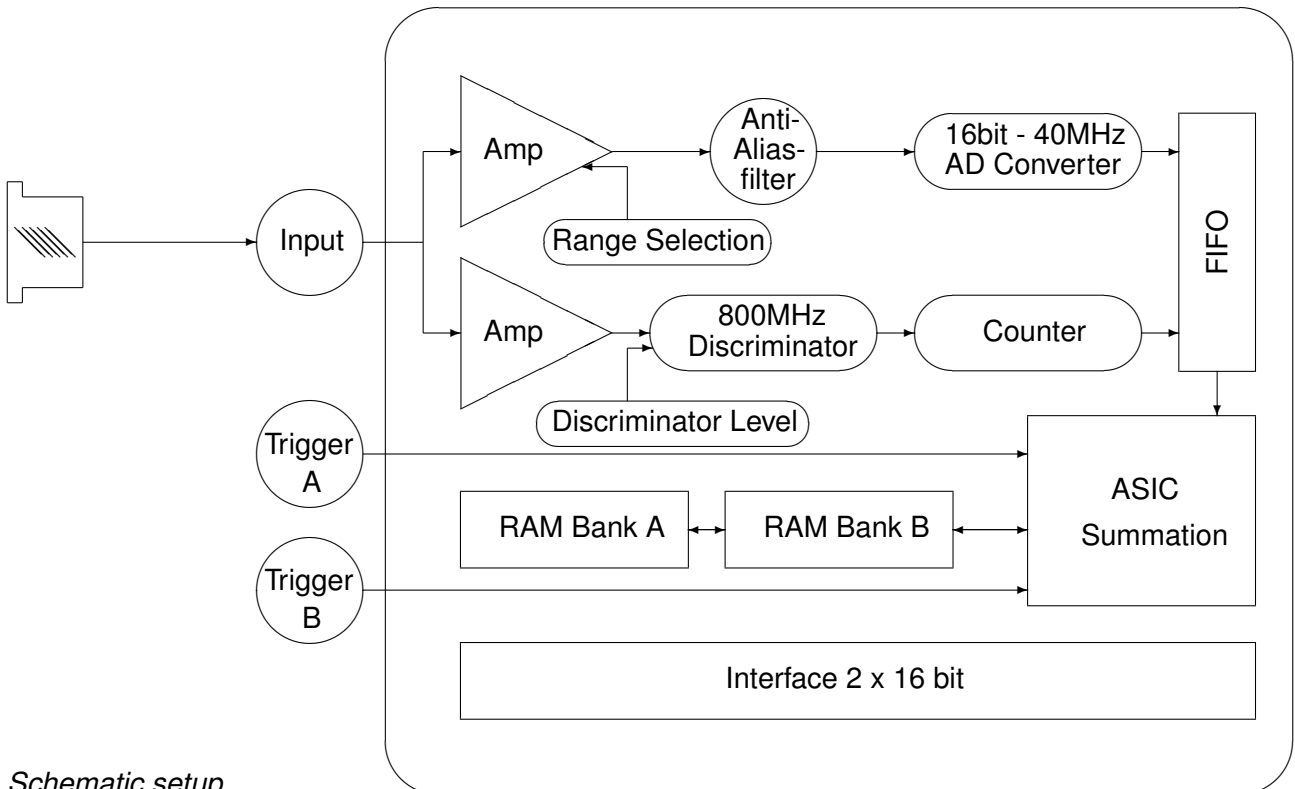 Anti-
Alias-
filter
16bit - 40MHz
AD Converter
Amp
Input
Range Selection
FIFO
Amp
800MHz
Discriminator
Counter
Discriminator Level
Trigger
A
ASIC
Summation
RAM Bank A
RAM Bank B
Trigger
B
Interface 2 x 16 bit
Schematic setup